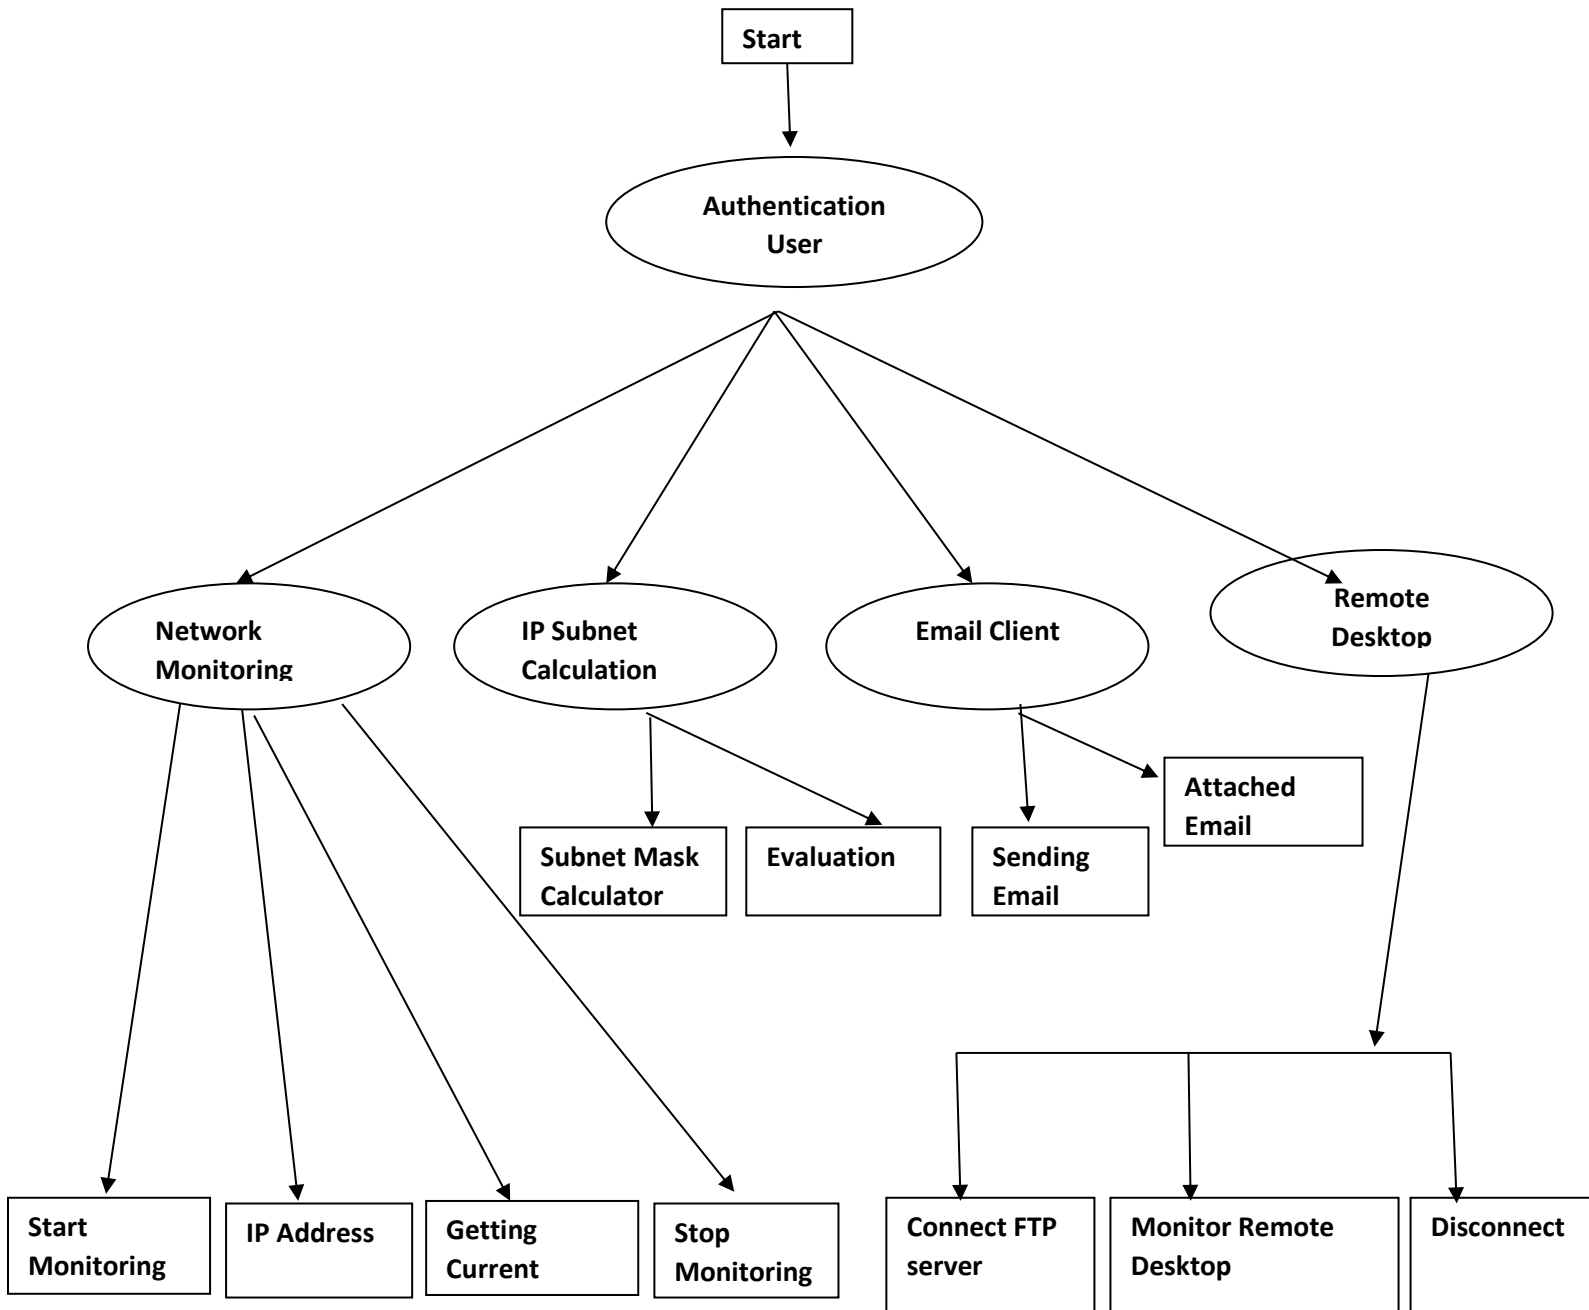 Start
Authentication
User
Network
Monitoring
IP Subnet
Calculation
Email Client
Remote
Desktop
Attached
Email
Subnet Mask
Calculator
Evaluation
Sending
Email
Start
Monitoring
IP Address
Getting
Current
Stop
Monitoring
Connect FTP
server
Monitor Remote
Desktop
Disconnect